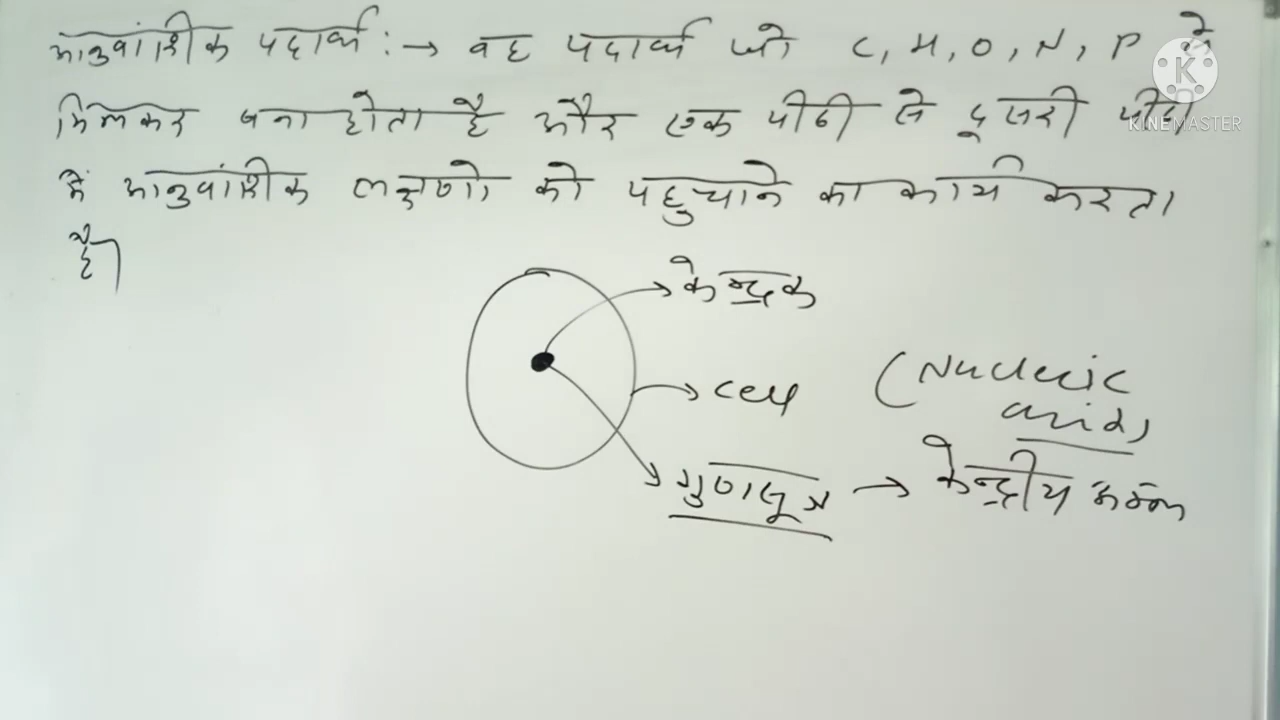 आनुवांशिक पदार्थ :→ वह पदार्थ जो C, H, O, N, P से
मिलकर बना होता है और एक पीढी से दूसरी पीढी
में आनुवांशिक लक्षणो को पहुचाने का कार्य करता
है।
केन्द्रक
cell
(Nucleic
acid)
गुणसूत्र → केन्द्रीय अम्ल
KINEMASTER